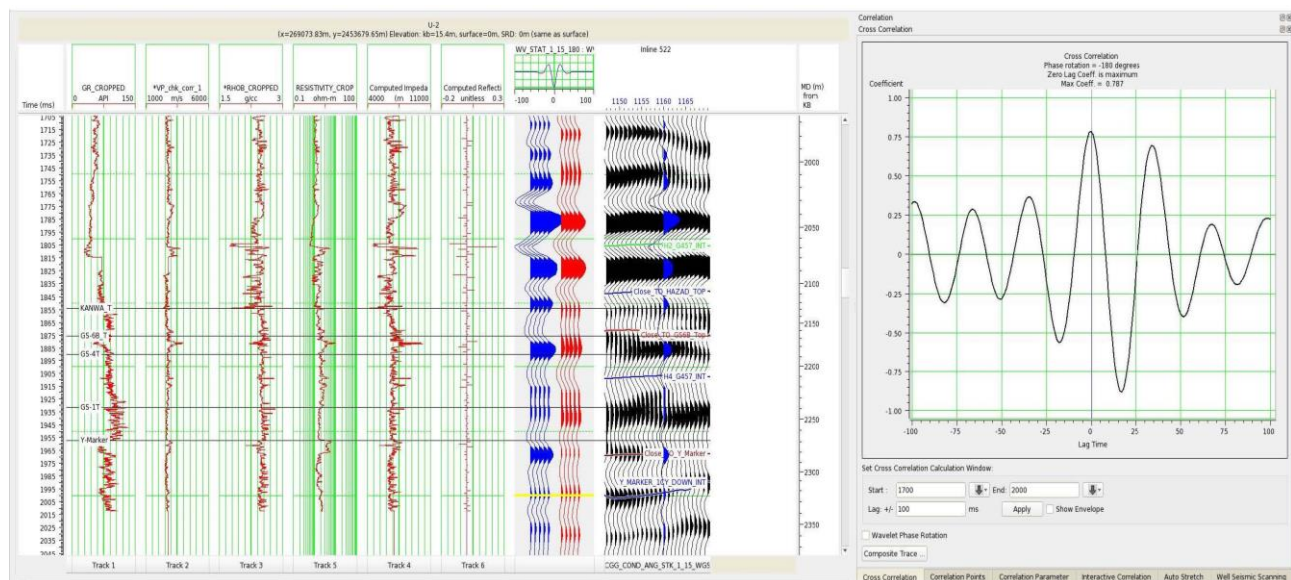 U-2
(x=269073.83m, y=2453679.65m) Elevation: kb=15.4m, surface=0m, SRD: 0m (same as surface)
WV_STAT_1_15_180 : W
Inline 522
GR_CROPPED
*VP_chk_corr_1
*RHOB_CROPPED
RESISTIVITY_CROP
Computed Impeda
Computed Reflecti
Time (ms)
0 API 150
1000 m/s 6000
1.5 g/cc 3
0.1 ohm-m 100
4000 (m 11000
-0.2 unitless 0.3
-100 0 100
1150 1155 1160 1165
MD (m)
from
KB
1705
1715
1725
1735
1745
1755
1765
1775
1785
1795
1805
1815
1825
1835
1845
1855
1865
1875
1885
1895
1905
1915
1925
1935
1945
1955
1965
1975
1985
1995
2005
2015
2025
2035
2045
KANWA_T
GS-6B_T
GS-4T
GS-1T
Y-Marker
H2_G457_INT
Close_TO_HAZAD_TOP
Close_TO_GS6B_Top
H4_G457_INT
Close_TO_Y_Marker
Y_MARKER_1CY_DOWN_INT
2000
2050
2100
2150
2200
2250
2300
2350
Track 1
Track 2
Track 3
Track 5
Track 4
Track 6
CGG_COND_ANG_STK_1_15_WGS
Correlation
Cross Correlation
Cross Correlation
Phase rotation = -180 degrees
Zero Lag Coeff. is maximum
Max Coeff. = 0.787
Coefficient
1.00
0.75
0.50
0.25
0
-0.25
-0.50
-0.75
-1.00
-100 -75 -50 -25 0 25 50 75 100
Lag Time
Set Cross Correlation Calculation Window:
Start : 1700 End: 2000
Lag: +/- 100 ms Apply Show Envelope
Wavelet Phase Rotation
Composite Trace ...
Cross Correlation Correlation Points Correlation Parameter Interactive Correlation Auto Stretch Well Seismic Scanning